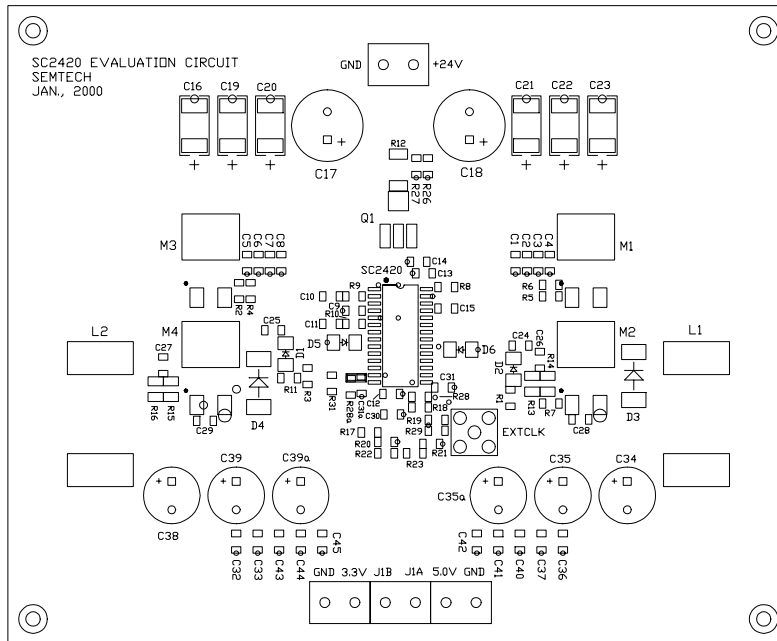 SC2420 EVALUATION CIRCUIT
SEMTECH
JAN., 2000
GND +24V
C16 C19 C20
C21 C22 C23
C17
C18
R12
R27
R26
Q1
M3
C5
C6
C7
C8
C1
C2
C3
C4
M1
C14
C13
SC2420
R2
R4
C10
R9
C9
R10
C11
R8
C15
R6
R5
L2
M4
C25
D1
D5
D6
C24
C26
D2
R14
M2
L1
C27
R16
R15
R11
R3
R31
R28a
C31a
C12
C30
C31
R28
R18
R1
R13
R7
C29
D4
R17
R19
R29
EXTCLK
C28
D3
R20
R22
R21
R23
C38
C39
C39a
C35a
C35
C34
C32
C33
C43
C44
C45
C42
C41
C40
C37
C36
GND 3.3V J1B J1A 5.0V GND